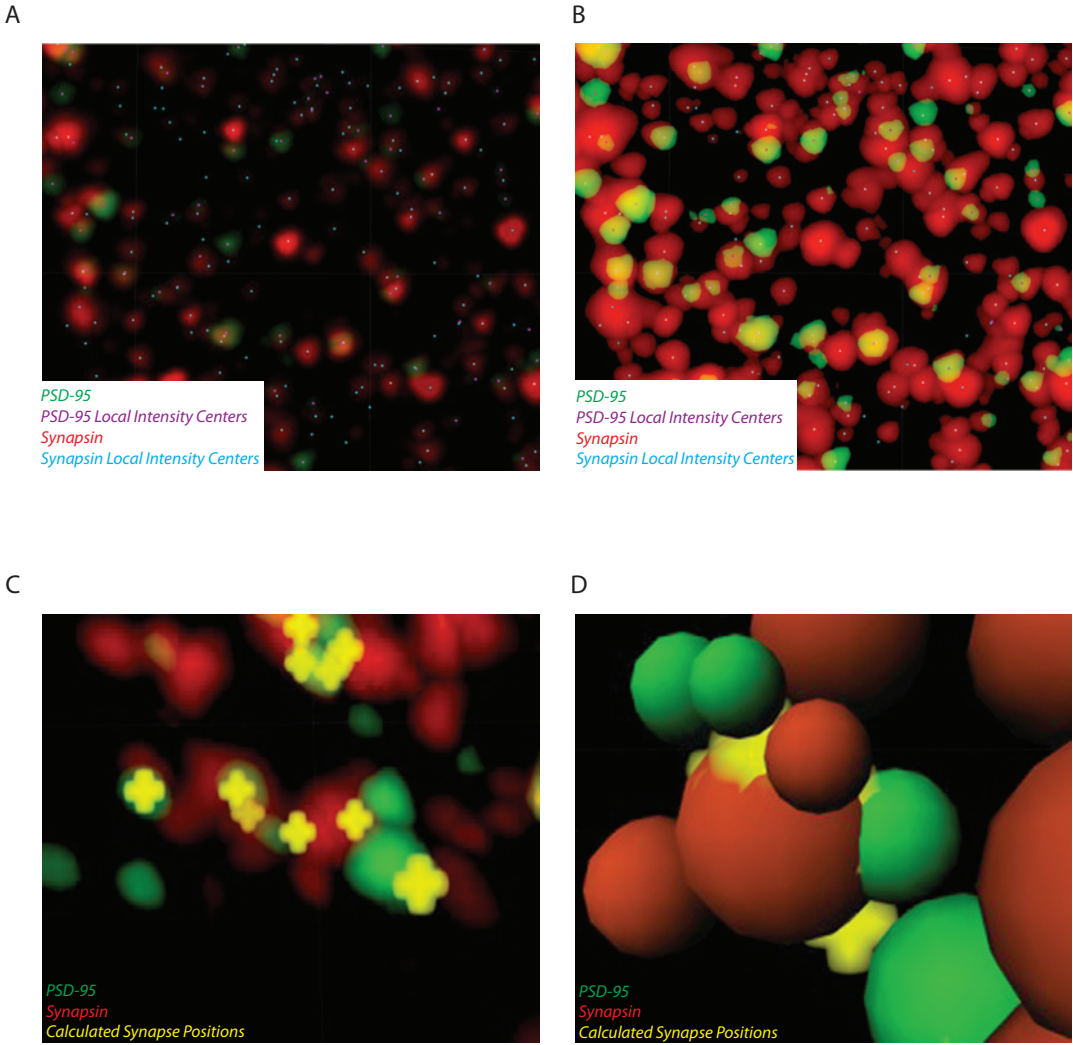 A
B
PSD-95
PSD-95 Local Intensity Centers
Synapsin
Synapsin Local Intensity Centers
PSD-95
PSD-95 Local Intensity Centers
Synapsin
Synapsin Local Intensity Centers
C
D
PSD-95
Synapsin
Calculated Synapse Positions
PSD-95
Synapsin
Calculated Synapse Positions